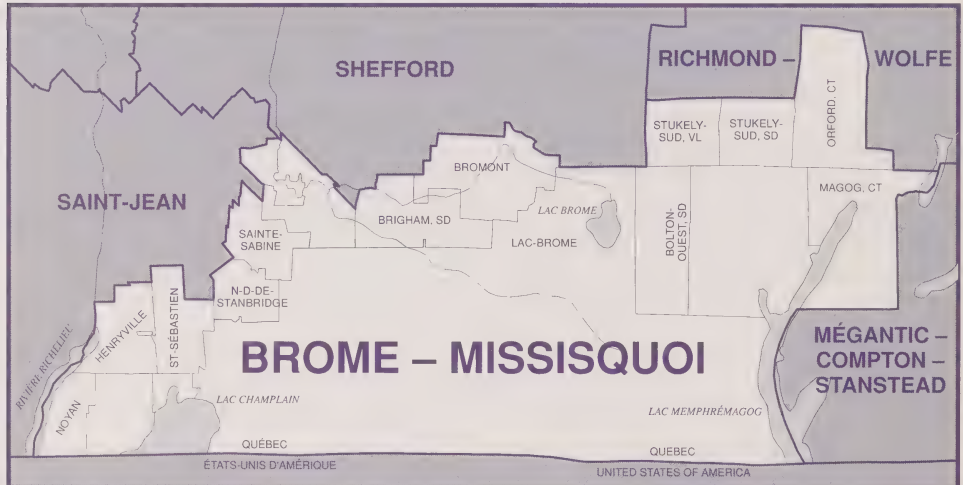 SHEFFORD
RICHMOND –
WOLFE
SAINT-JEAN
STUKELY-
SUD, VL
STUKELY-
SUD, SD
ORFORD, CT
BROMONT
MAGOG, CT
BRIGHAM, SD
LAC BROME
LAC-BROME
BOLTON-
OUEST, SD
SAINTE-
SABINE
N-D-DE-
STANBRIDGE
HENRYVILLE
ST-SÉBASTIEN
RIVIÈRE RICHELIEU
NOYAN
BROME – MISSISQUOI
MÉGANTIC –
COMPTON –
STANSTEAD
LAC CHAMPLAIN
LAC MEMPHRÉMAGOG
QUÉBEC
QUEBEC
ÉTATS-UNIS D'AMÉRIQUE
UNITED STATES OF AMERICA